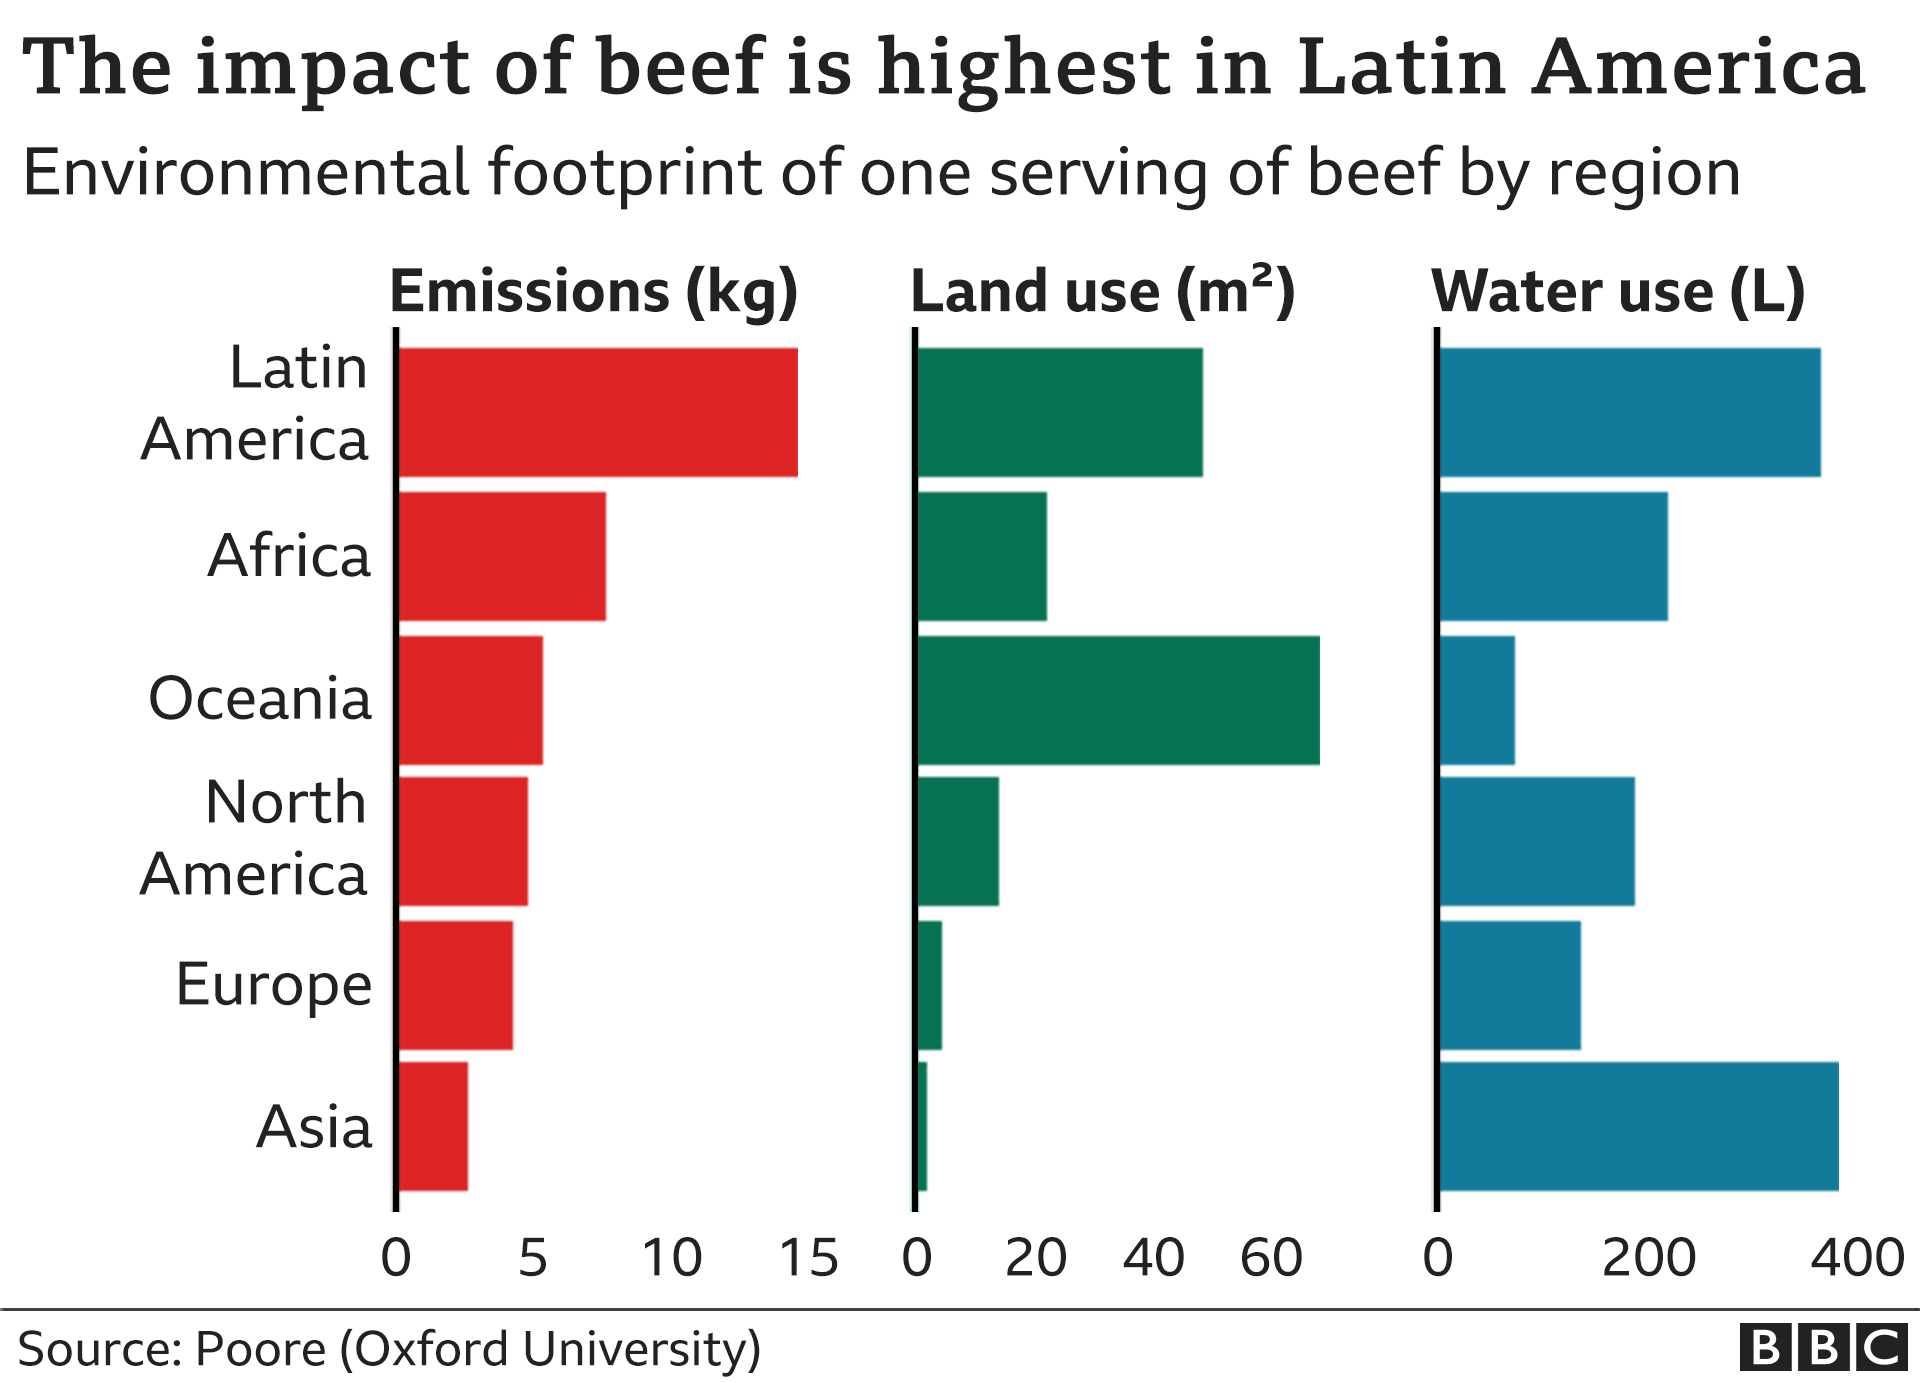 The impact of beef is highest in Latin America
Environmental footprint of one serving of beef by region
Emissions (kg) Land use (m²) Water use (L)
Latin
America
Africa
Oceania
North
America
Europe
Asia
0 5 10 15 0 20 40 60 0 200 400
Source: Poore (Oxford University) BBC